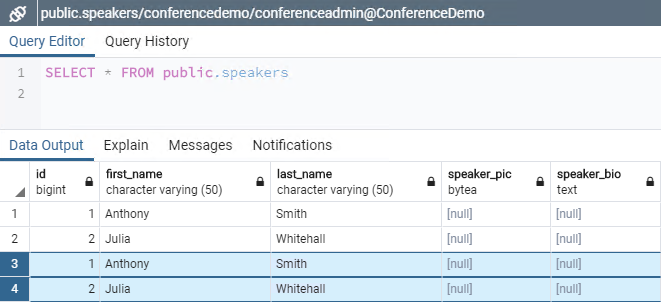 public.speakers/conferencedemo/conferenceadmin@ConferenceDemo
Query Editor Query History
1 SELECT * FROM public.speakers
2
Data Output Explain Messages Notifications
id first_name last_name speaker_pic speaker_bio
bigint character varying (50) character varying (50) bytea text
1 1 Anthony Smith [null] [null]
2 2 Julia Whitehall [null] [null]
3 1 Anthony Smith [null] [null]
4 2 Julia Whitehall [null] [null]